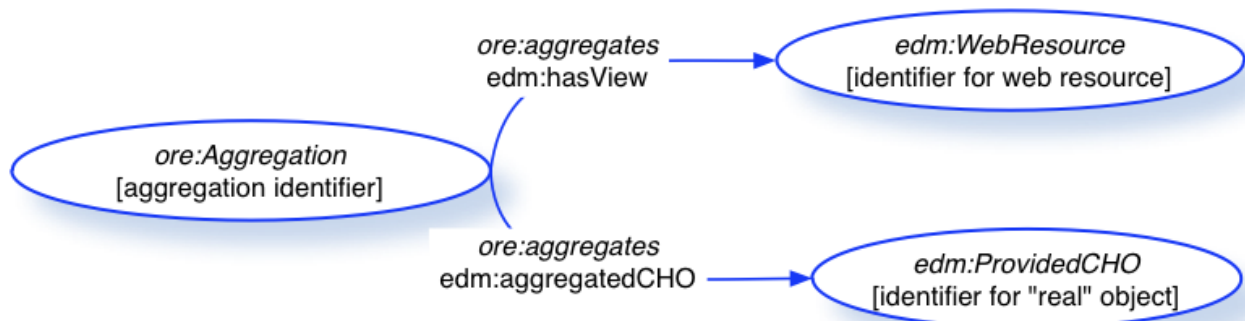 ore:aggregates
edm:hasView
edm:WebResource
[identifier for web resource]
ore:Aggregation
[aggregation identifier]
ore:aggregates
edm:aggregatedCHO
edm:ProvidedCHO
[identifier for "real" object]